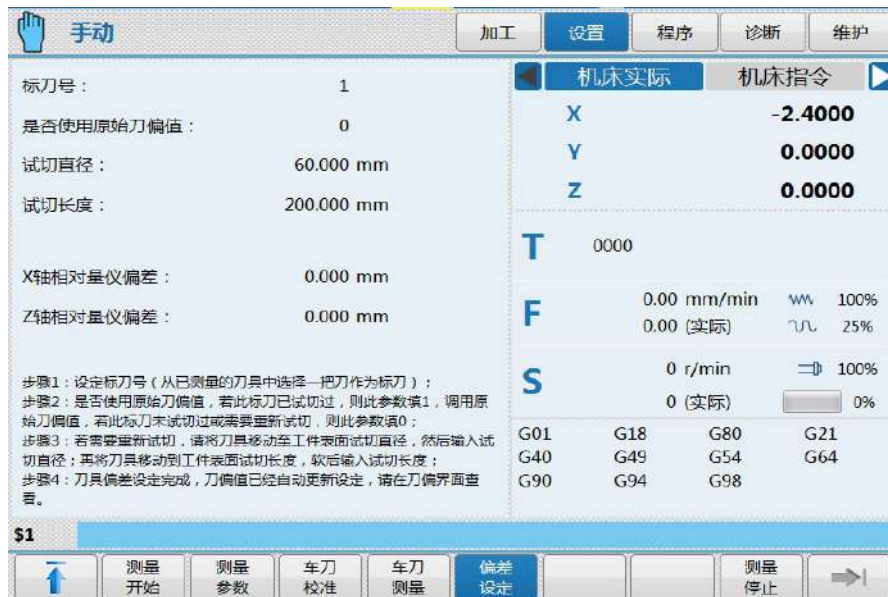 手动
加工 设置 程序 诊断 维护
标刀号： 1
是否使用原始刀偏值： 0
试切直径： 60.000 mm
试切长度： 200.000 mm
X轴相对量仪偏差： 0.000 mm
Z轴相对量仪偏差： 0.000 mm
步骤1：设定标刀号（从已测量的刀具中选择一把刀作为标刀）；
步骤2：是否使用原始刀偏值，若此标刀已试切过，则此参数填1，调用原
始刀偏值，若此标刀未试切过或需要重新试切，则此参数填0；
步骤3：若需要重新试切，请将刀具移动至工件表面试切直径，然后输入试
切直径；再将刀具移动到工件表面试切长度，软后输入试切长度；
步骤4：刀具偏差设定完成，刀偏值已经自动更新设定，请在刀偏界面查
看。
机床实际 机床指令
X -2.4000
Y 0.0000
Z 0.0000
T 0000
F 0.00 mm/min 100%
0.00 (实际) 25%
S 0 r/min 100%
0 (实际) 0%
G01 G18 G80 G21
G40 G49 G54 G64
G90 G94 G98
$1
测量开始 测量参数 车刀校准 车刀测量 偏差设定 测量停止